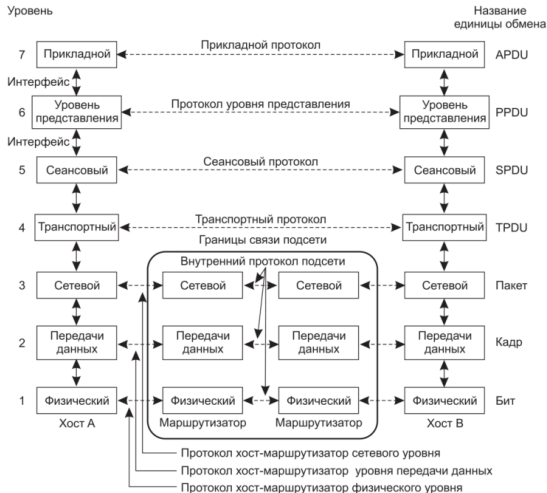 Уровень
Название
единицы обмена
7 Прикладной Прикладной протокол Прикладной APDU
Интерфейс
6 Уровень представления Протокол уровня представления Уровень представления PPDU
Интерфейс
5 Сеансовый Сеансовый протокол Сеансовый SPDU
4 Транспортный Транспортный протокол Транспортный TPDU
Границы связи подсети
Внутренний протокол подсети
3 Сетевой Сетевой Сетевой Сетевой Пакет
2 Передачи данных Передачи данных Передачи данных Передачи данных Кадр
1 Физический Физический Физический Физический Бит
Хост A Маршрутизатор Маршрутизатор Хост B
Протокол хост-маршрутизатор сетевого уровня
Протокол хост-маршрутизатор уровня передачи данных
Протокол хост-маршрутизатор физического уровня